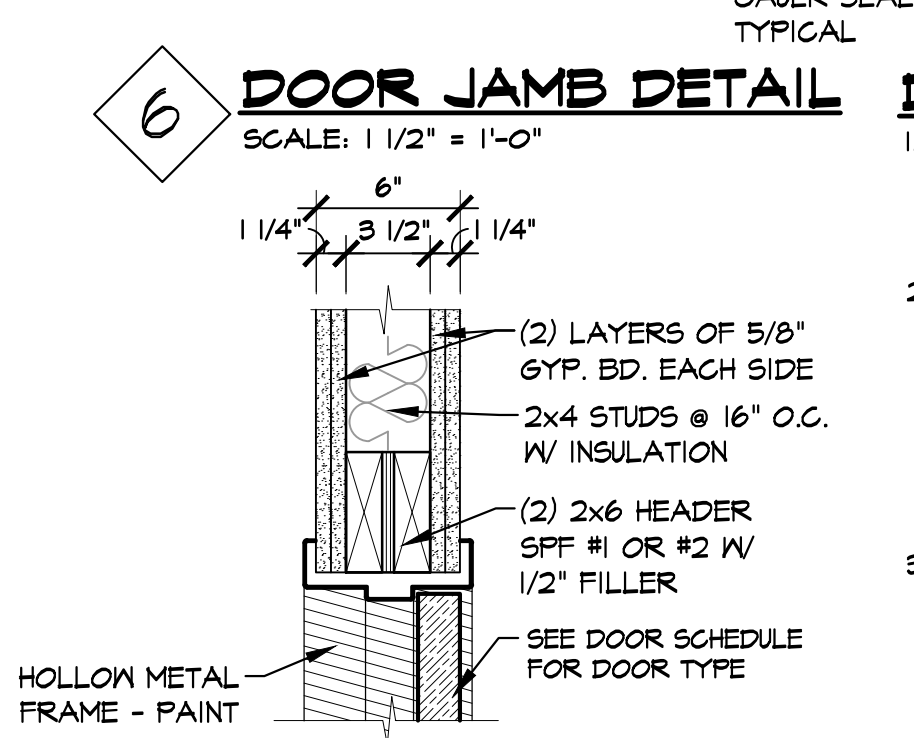 TYPICAL
6
DOOR JAMB DETAIL
SCALE: 1 1/2" = 1'-0"
6"
1 1/4" 3 1/2" 1 1/4"
(2) LAYERS OF 5/8"
GYP. BD. EACH SIDE
2x4 STUDS @ 16" O.C.
W/ INSULATION
(2) 2x6 HEADER
SPF #1 OR #2 W/
1/2" FILLER
SEE DOOR SCHEDULE
FOR DOOR TYPE
HOLLOW METAL
FRAME - PAINT